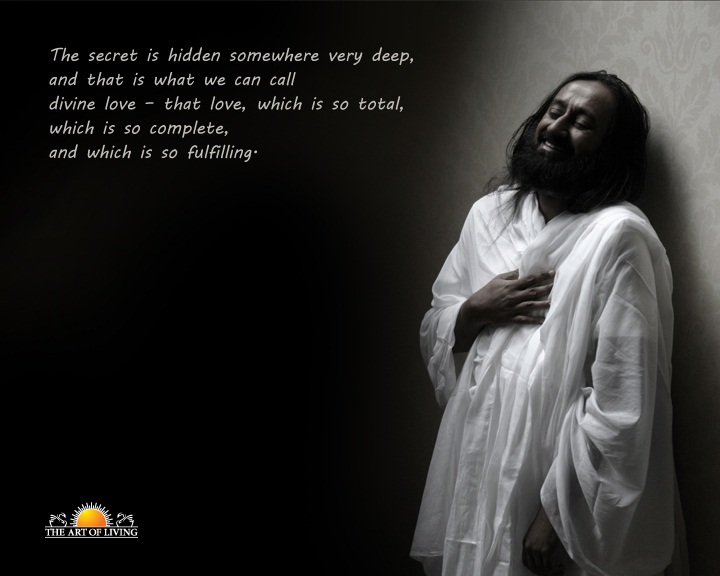 The secret is hidden somewhere very deep,
and that is what we can call
divine love - that love, which is so total,
which is so complete,
and which is so fulfilling.
THE ART OF LIVING